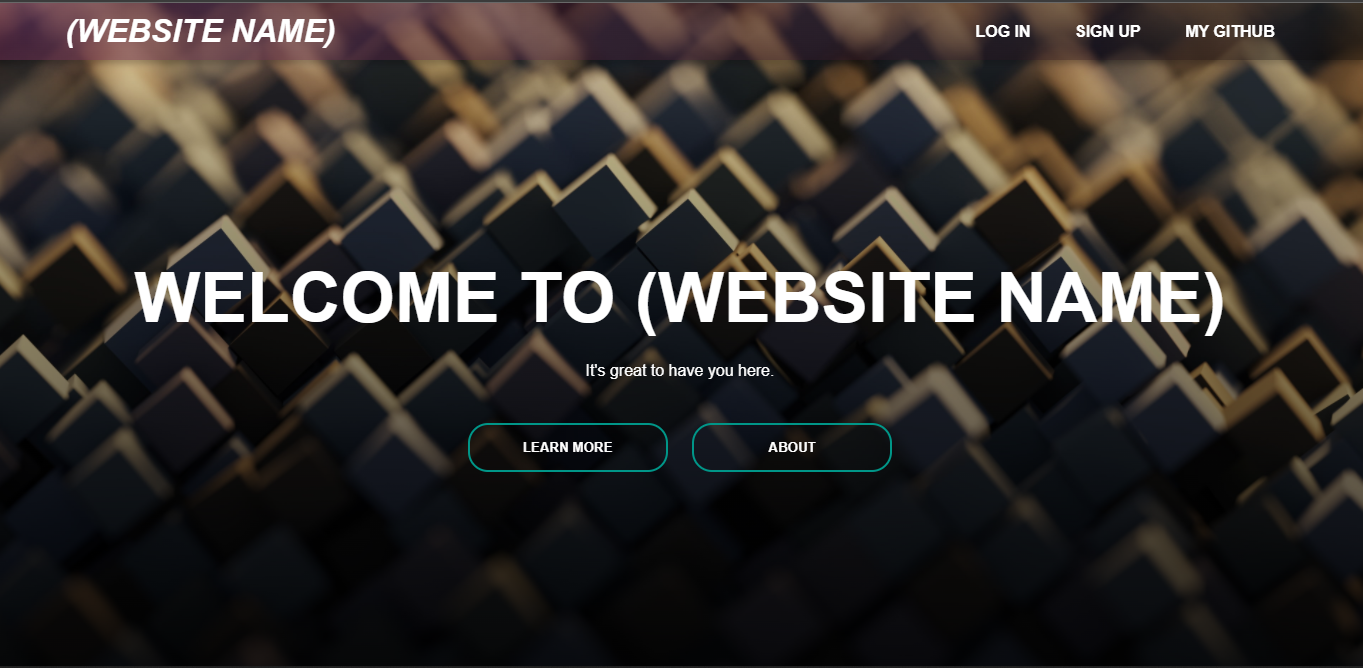 (WEBSITE NAME)
LOG IN
SIGN UP
MY GITHUB
WELCOME TO (WEBSITE NAME)
It's great to have you here.
LEARN MORE
ABOUT